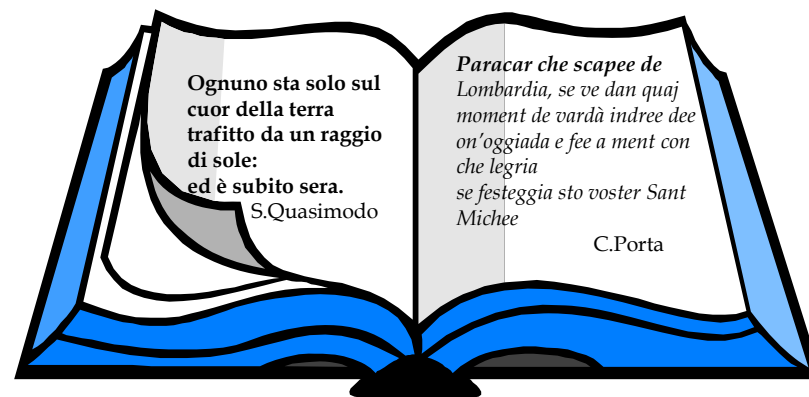 Ognuno sta solo sul
cuor della terra
trafitto da un raggio
di sole:
ed è subito sera.
S.Quasimodo
Paracar che scapee de
Lombardia, se ve dan quaj
moment de vardà indree dee
on'oggiada e fee a ment con
che legria
se festeggia sto voster Sant
Michee
C.Porta